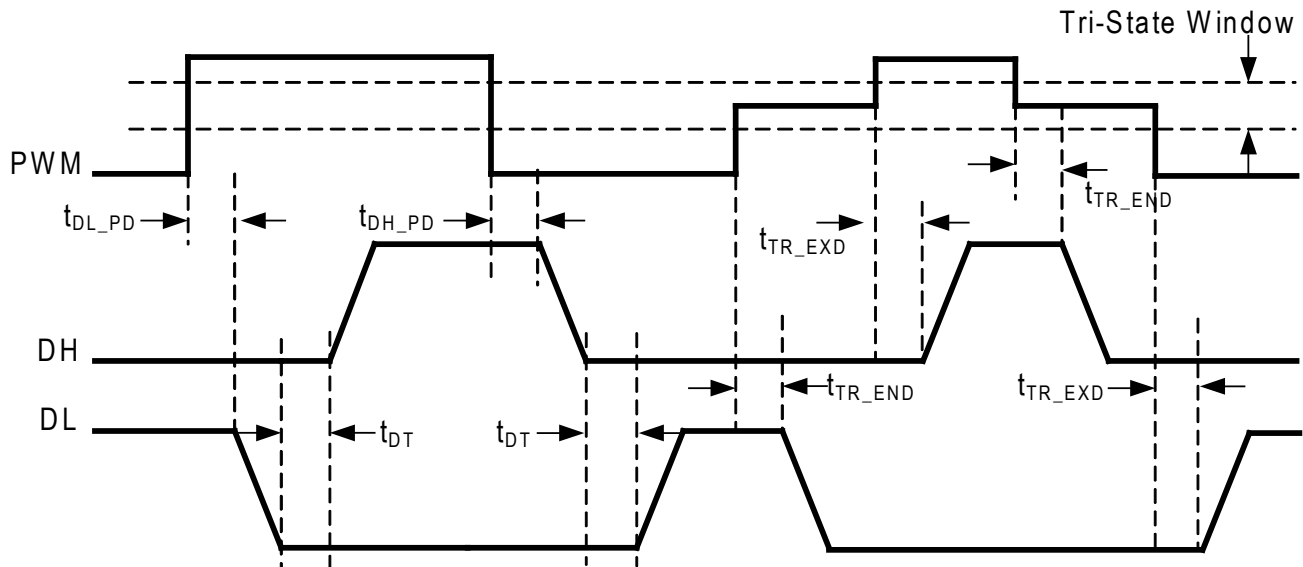 Tri-State Window
PWM
tDL_PD
tDH_PD
tTR_END
tTR_EXD
DH
tTR_END
tTR_EXD
DL
tDT
tDT